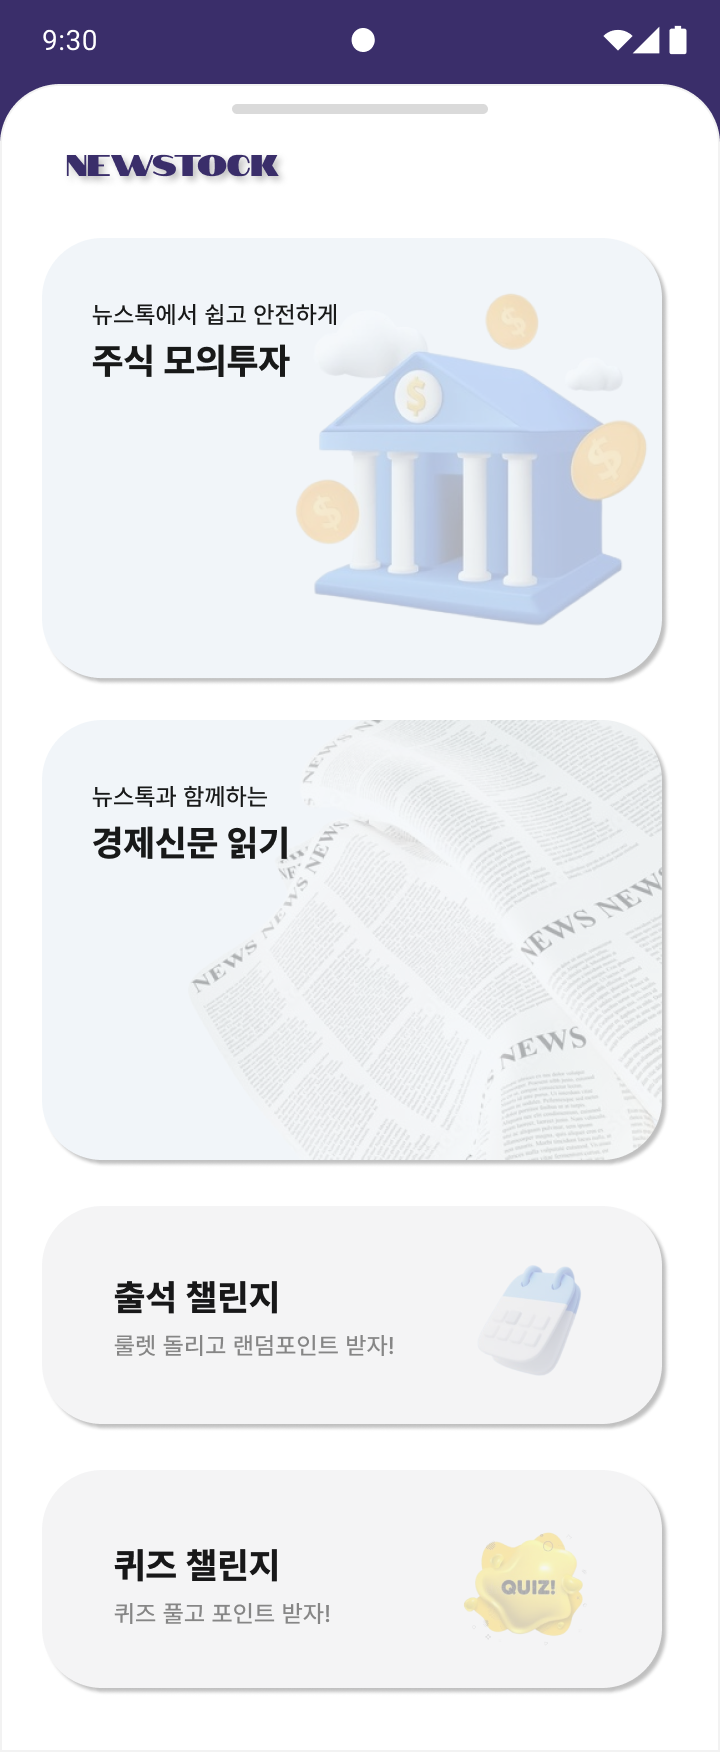 9:30
NEWSTOCK
뉴스톡에서 쉽고 안전하게
주식 모의투자
뉴스톡과 함께하는
경제신문 읽기
NEWS NEWS NEWS
NEWS NEWS
NEWS
출석 챌린지
룰렛 돌리고 랜덤포인트 받자!
퀴즈 챌린지
퀴즈 풀고 포인트 받자!
QUIZ!